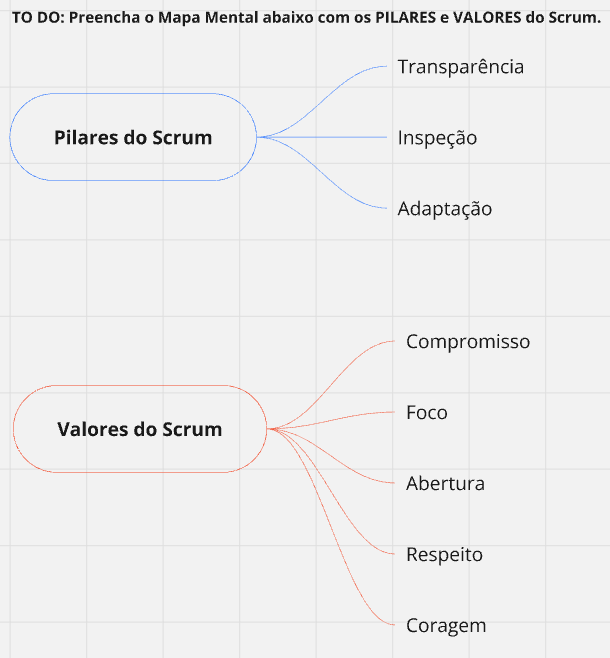 TO DO: Preencha o Mapa Mental abaixo com os PILARES e VALORES do Scrum.
Pilares do Scrum
Transparência
Inspeção
Adaptação
Valores do Scrum
Compromisso
Foco
Abertura
Respeito
Coragem